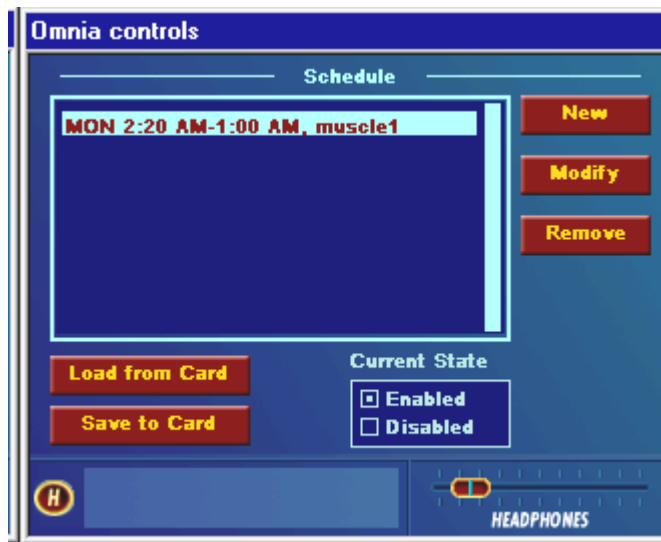 Omnia controls
Schedule
MON 2:20 AM-1:00 AM, muscle1
New
Modify
Remove
Load from Card
Save to Card
Current State
Enabled
Disabled
H
HEADPHONES